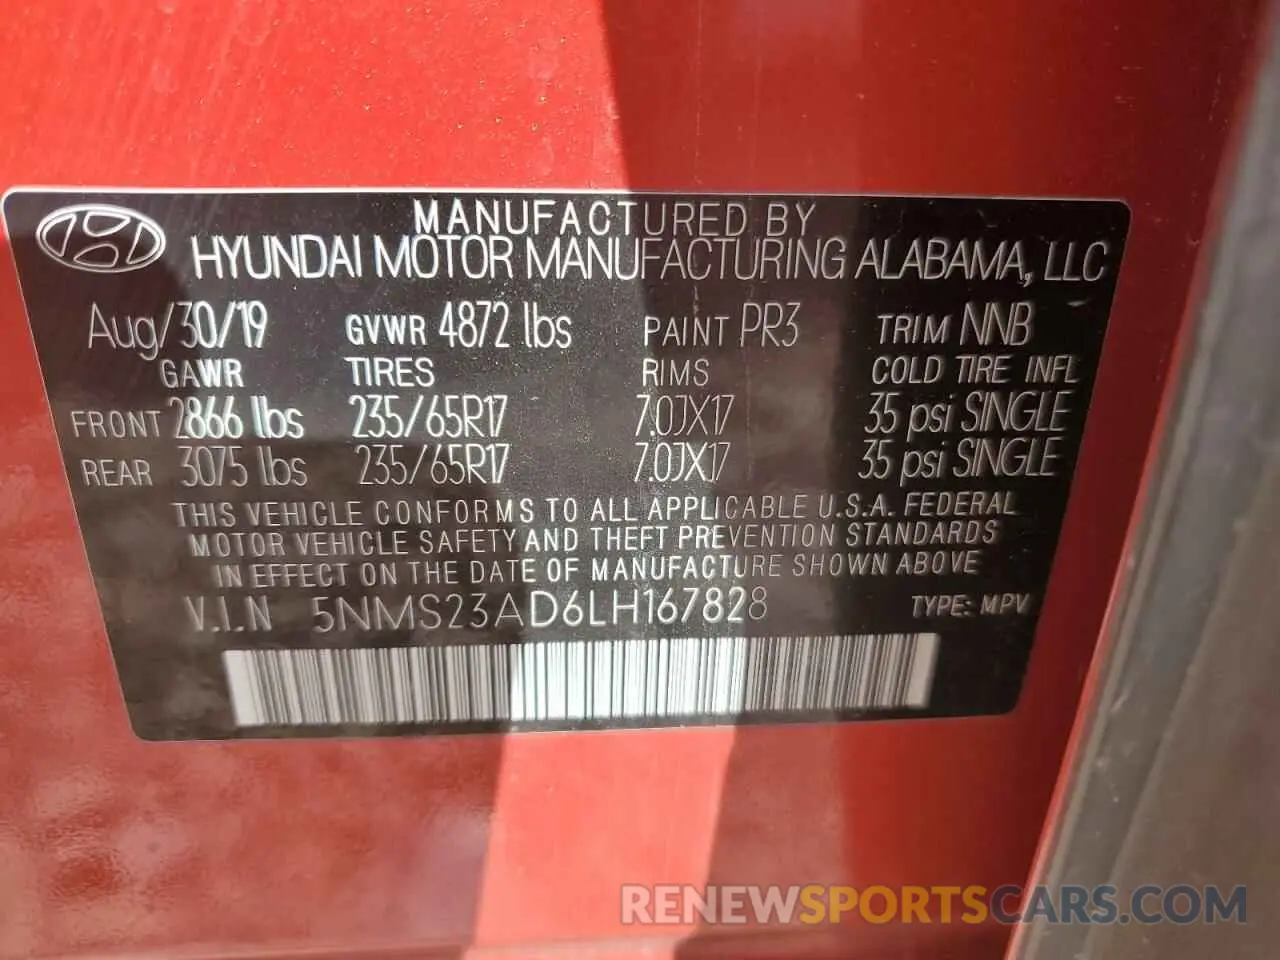 MANUFACTURED BY
HYUNDAI MOTOR MANUFACTURING ALABAMA, LLC
Aug/30/19 GVWR 4872 lbs PAINT PR3 TRIM NNB
GAWR TIRES RIMS COLD TIRE INFL
FRONT 2866 lbs 235/65R17 7.0JX17 35 psi SINGLE
REAR 3075 lbs 235/65R17 7.0JX17 35 psi SINGLE
THIS VEHICLE CONFORMS TO ALL APPLICABLE U.S.A. FEDERAL
MOTOR VEHICLE SAFETY AND THEFT PREVENTION STANDARDS
IN EFFECT ON THE DATE OF MANUFACTURE SHOWN ABOVE
V.I.N 5NMS23AD6LH167828 TYPE: MPV
RENEWSPORTSCARS.COM